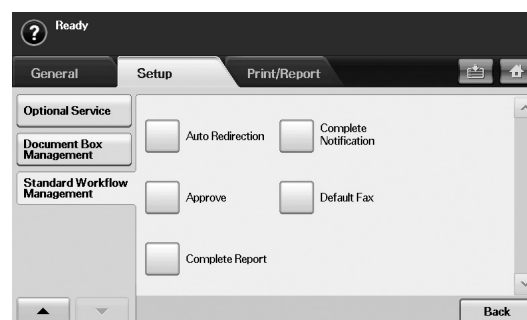 ? Ready
General Setup Print/Report
Optional Service
Document Box
Management
Standard Workflow
Management
Auto Redirection
Complete
Notification
Approve
Default Fax
Complete Report
Back